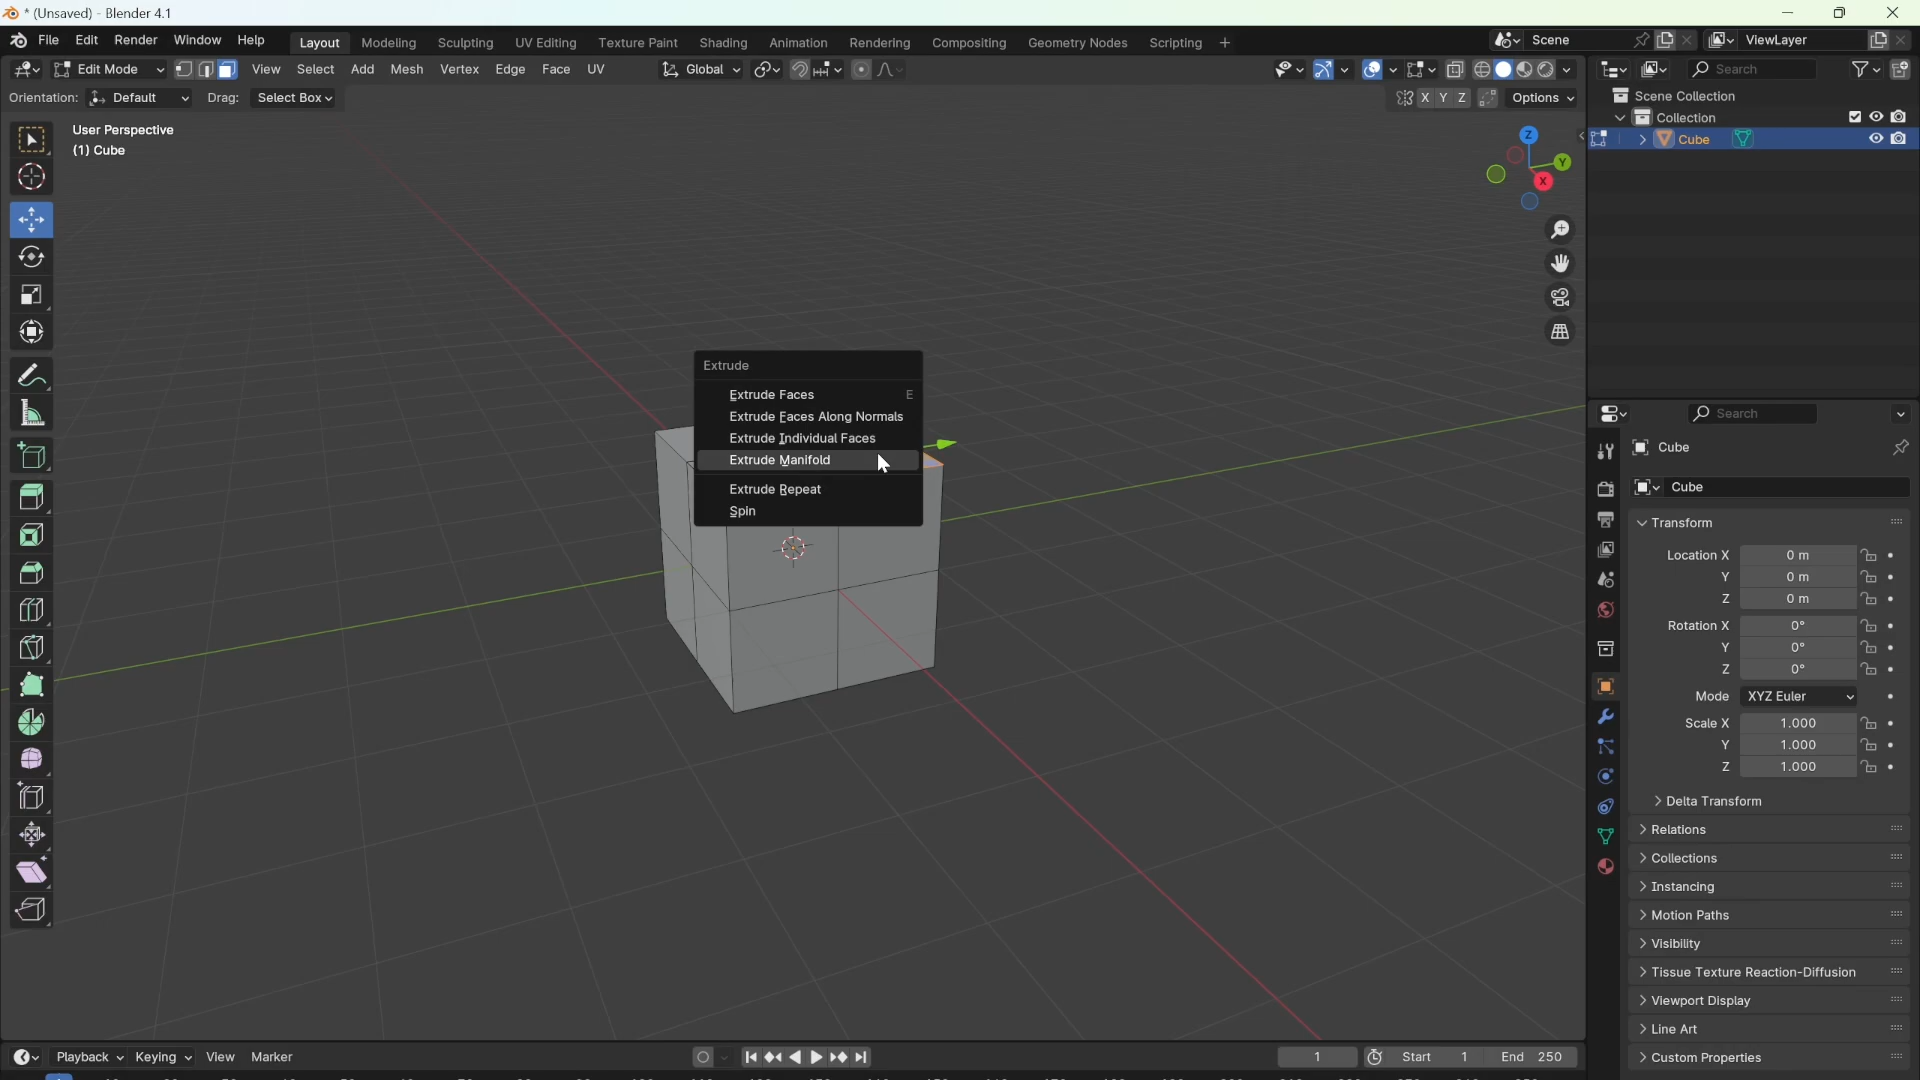 * (Unsaved) - Blender 4.1
File Edit Render Window Help Layout Modeling Sculpting UV Editing Texture Paint Shading Animation Rendering Compositing Geometry Nodes Scripting + Scene ViewLayer
Edit Mode View Select Add Mesh Vertex Edge Face UV Global Search
Orientation: Default Drag: Select Box X Y Z Options
Scene Collection
Collection
Cube
User Perspective
(1) Cube
Z
Y
X
Extrude
Extrude Faces E
Extrude Faces Along Normals
Extrude Individual Faces
Extrude Manifold
Extrude Repeat
Spin
Search
Cube
Cube
Transform
Location X 0 m
Y 0 m
Z 0 m
Rotation X 0°
Y 0°
Z 0°
Mode XYZ Euler
Scale X 1.000
Y 1.000
Z 1.000
Delta Transform
Relations
Collections
Instancing
Motion Paths
Visibility
Tissue Texture Reaction-Diffusion
Viewport Display
Line Art
Custom Properties
Playback Keying View Marker 1 Start 1 End 250